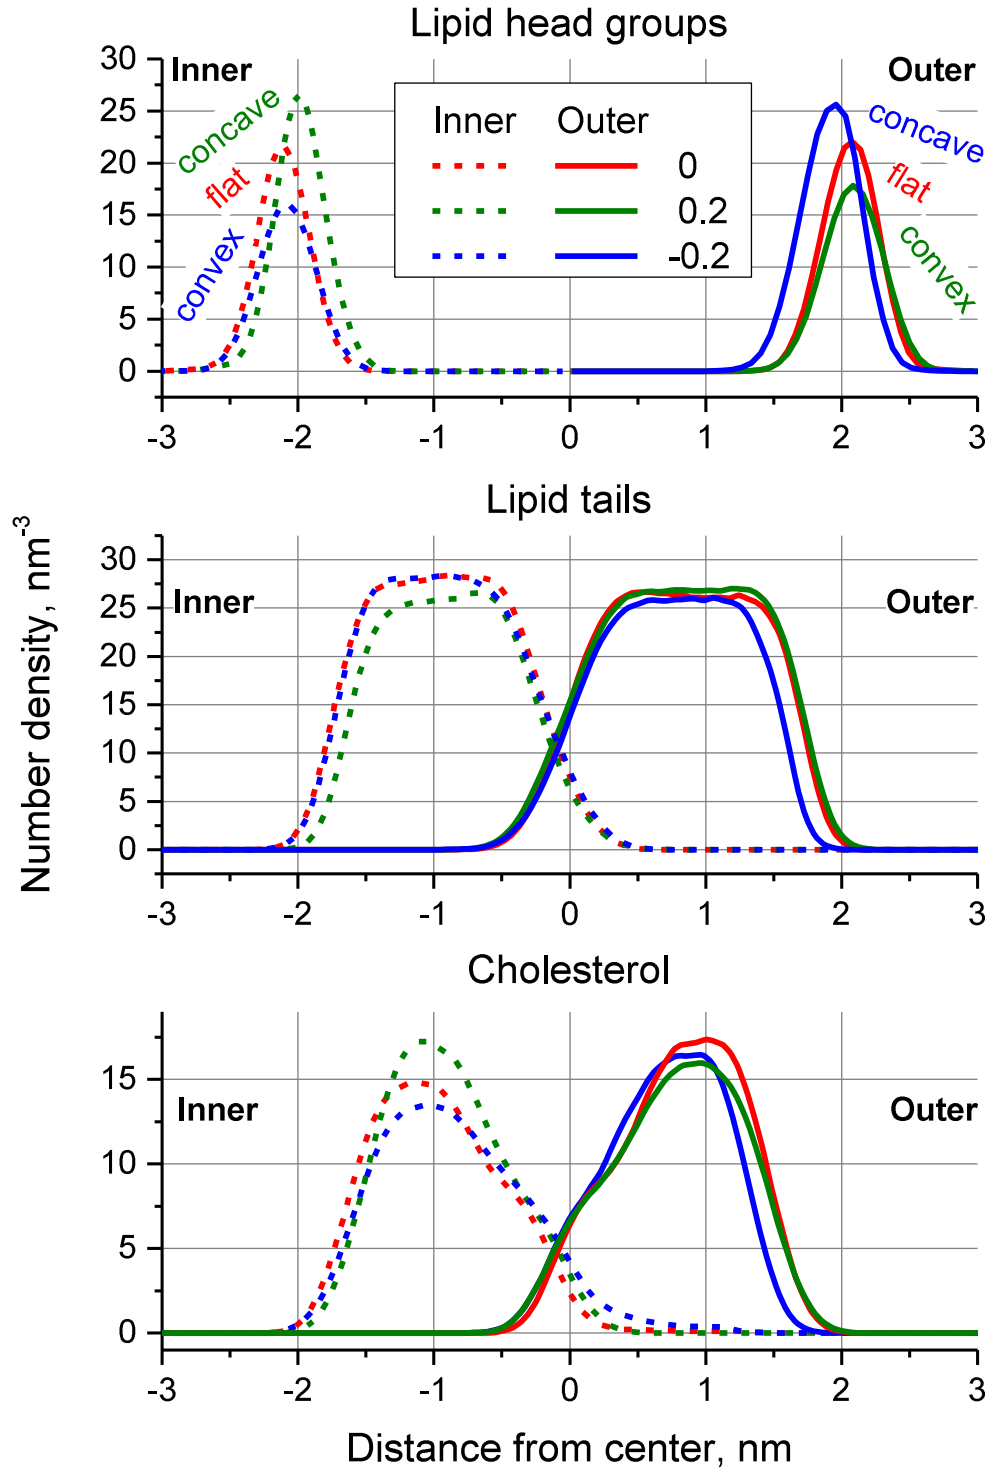 Lipid head groups
30
25
20
15
10
5
0
Inner
Outer
concave
flat
convex
Inner Outer
0
0.2
-0.2
concave
flat
convex
-3 -2 -1 0 1 2 3
Number density, nm-3
Lipid tails
30
25
20
15
10
5
0
Inner
Outer
-3 -2 -1 0 1 2 3
Cholesterol
15
10
5
0
Inner
Outer
-3 -2 -1 0 1 2 3
Distance from center, nm